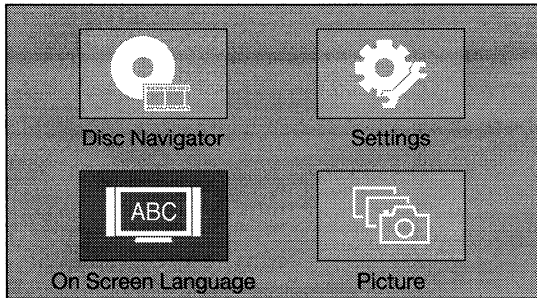 Disc Navigator
Settings
ABC
On Screen Language
Picture